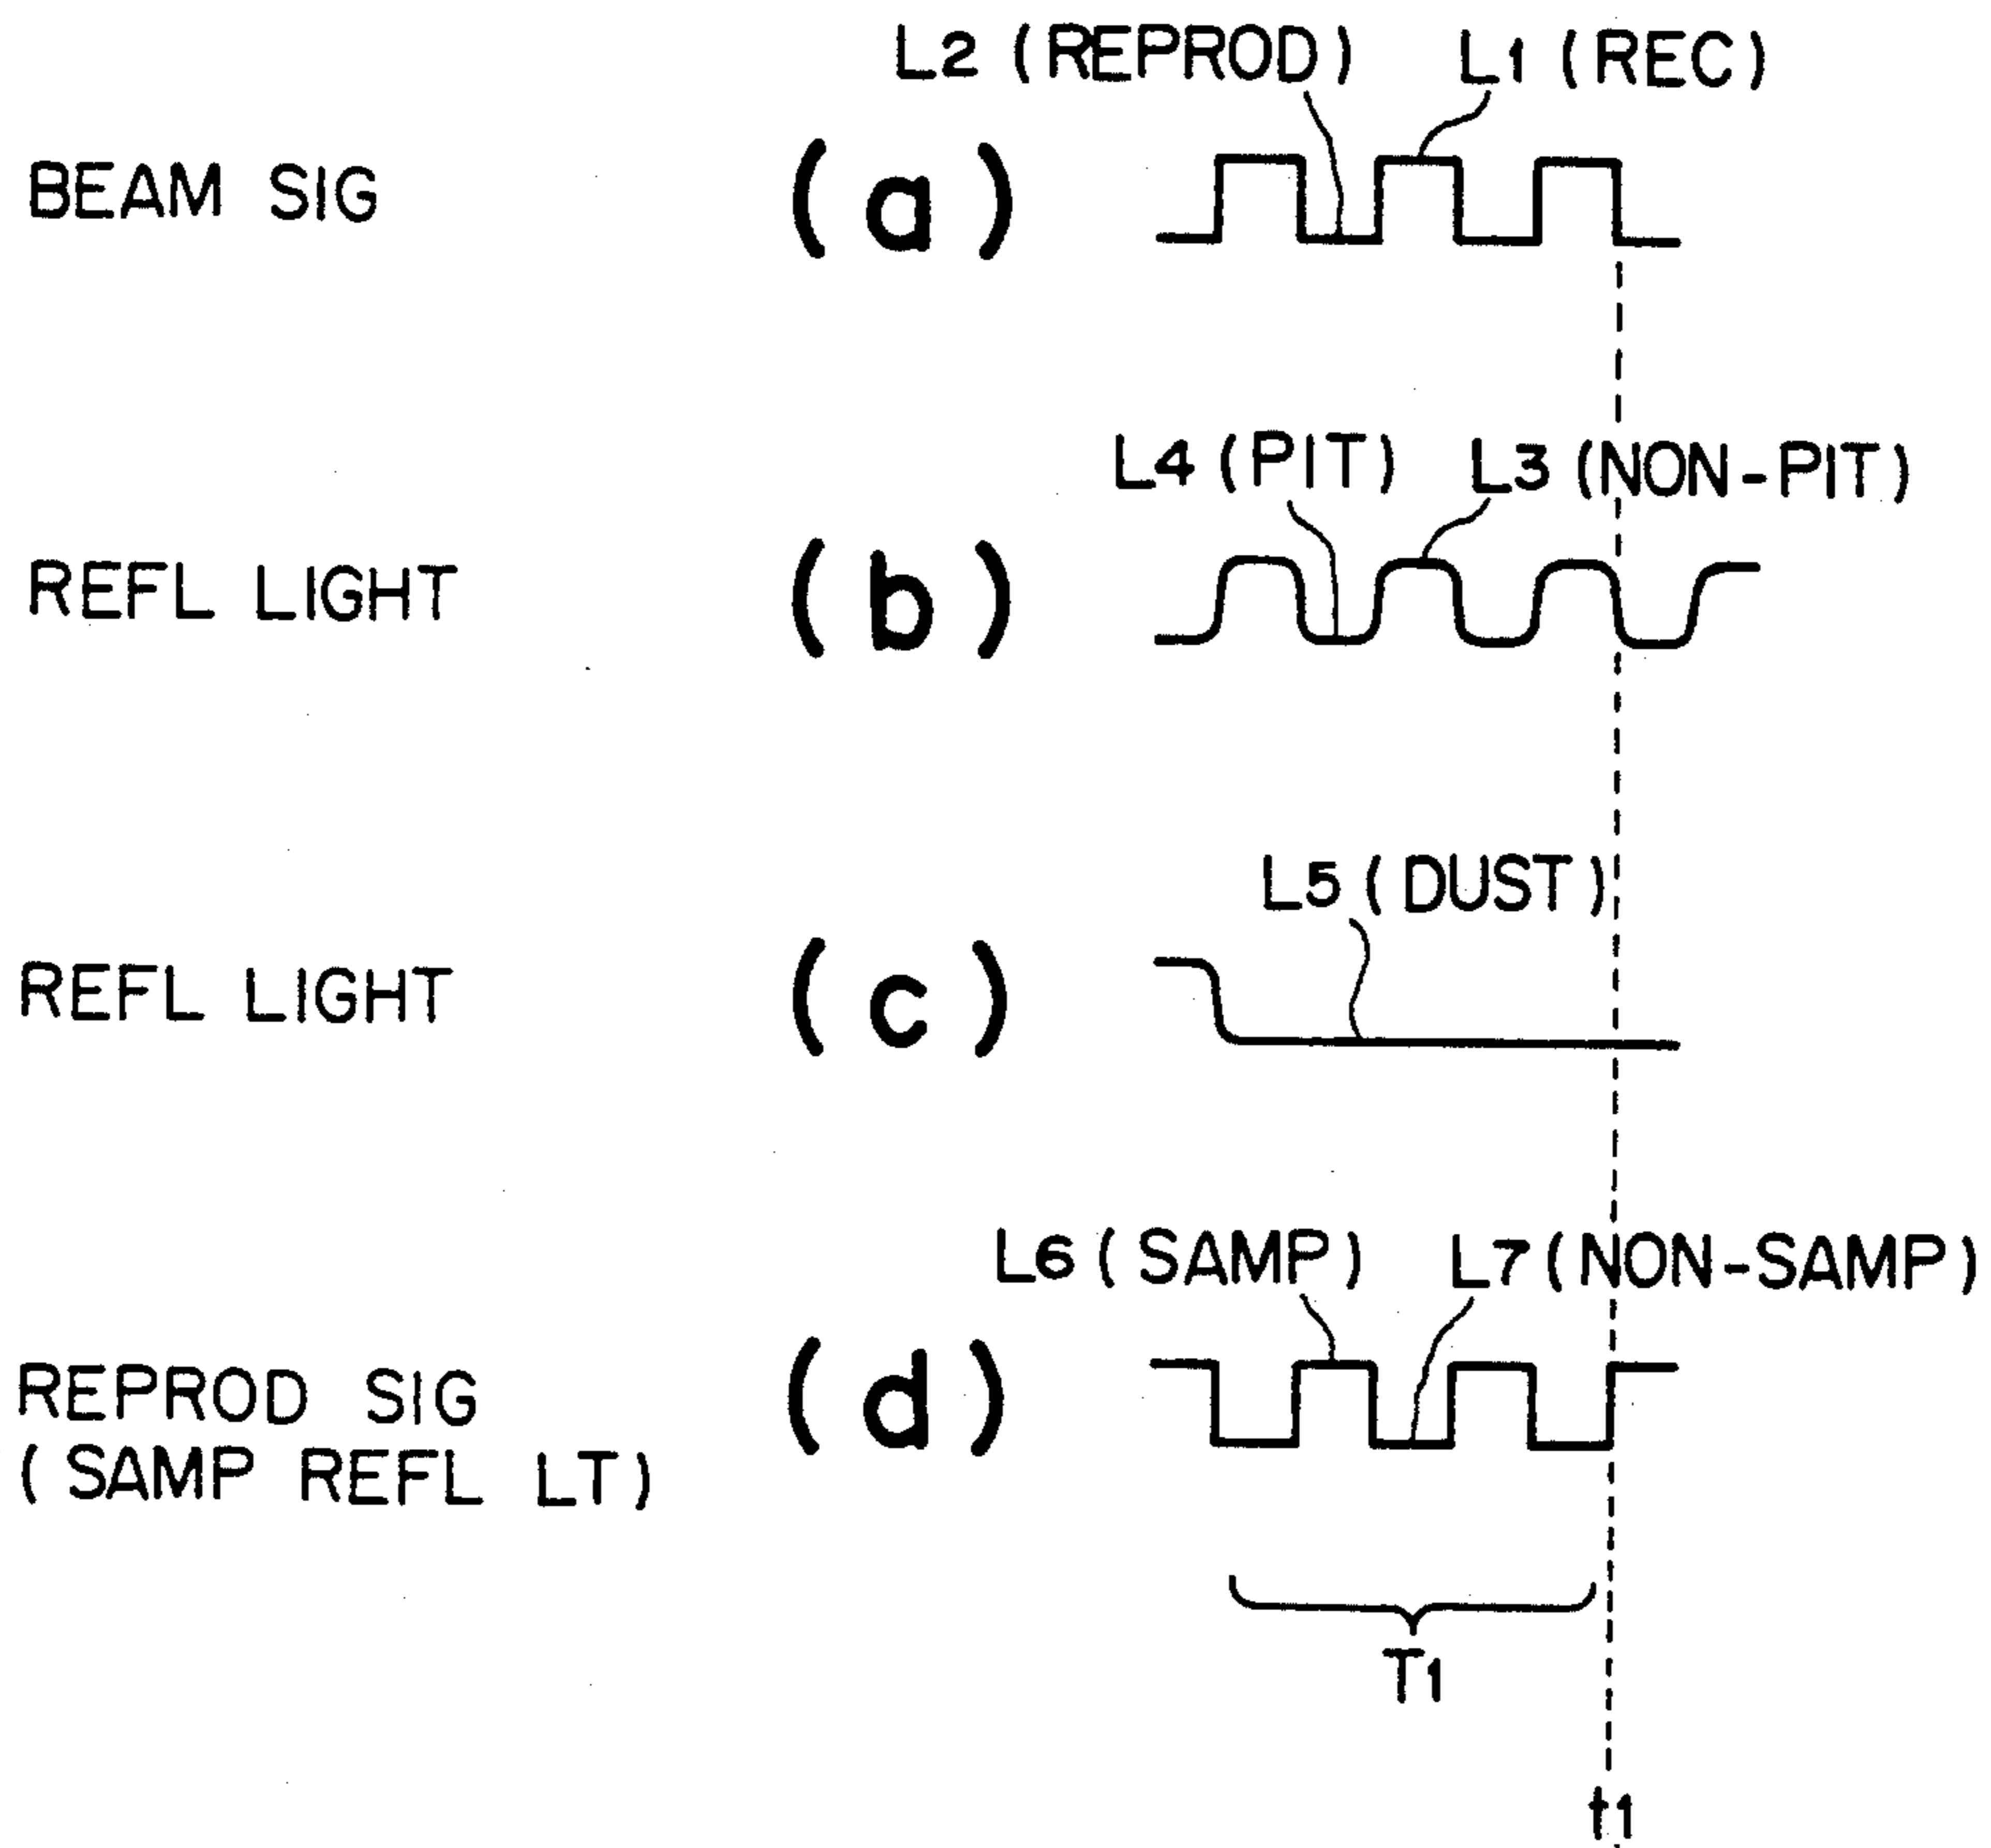 L2 (REPROD) L1 (REC)
BEAM SIG (a)
L4 (PIT) L3 (NON-PIT)
REFL LIGHT (b)
L5 (DUST)
REFL LIGHT (c)
L6 (SAMP) L7 (NON-SAMP)
REPROD SIG (d)
(SAMP REFL LT)
T1
t1